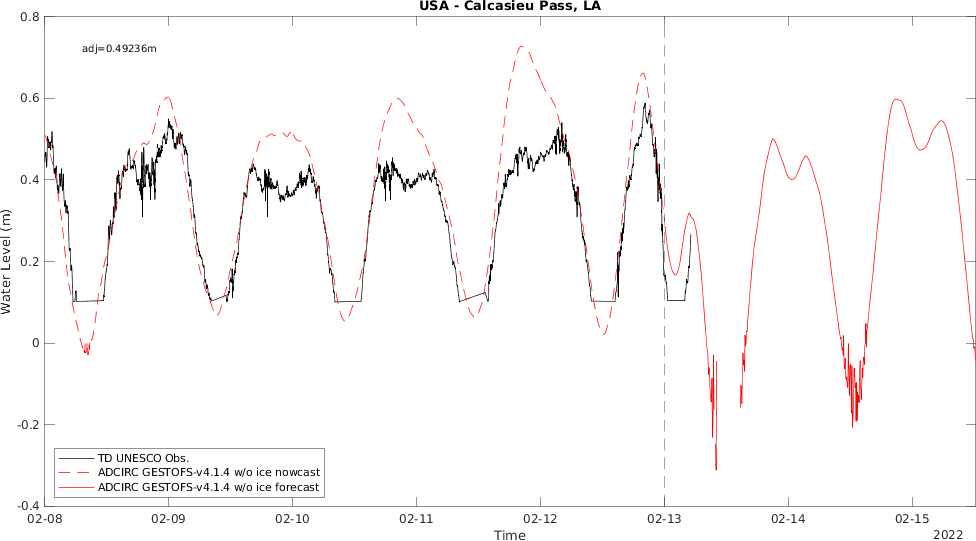 USA - Calcasieu Pass, LA
adj=0.49236m
0.8
0.6
0.4
0.2
0
-0.2
-0.4
Water Level (m)
TD UNESCO Obs.
ADCIRC GESTOFS-v4.1.4 w/o ice nowcast
ADCIRC GESTOFS-v4.1.4 w/o ice forecast
02-08 02-09 02-10 02-11 02-12 02-13 02-14 02-15
Time
2022